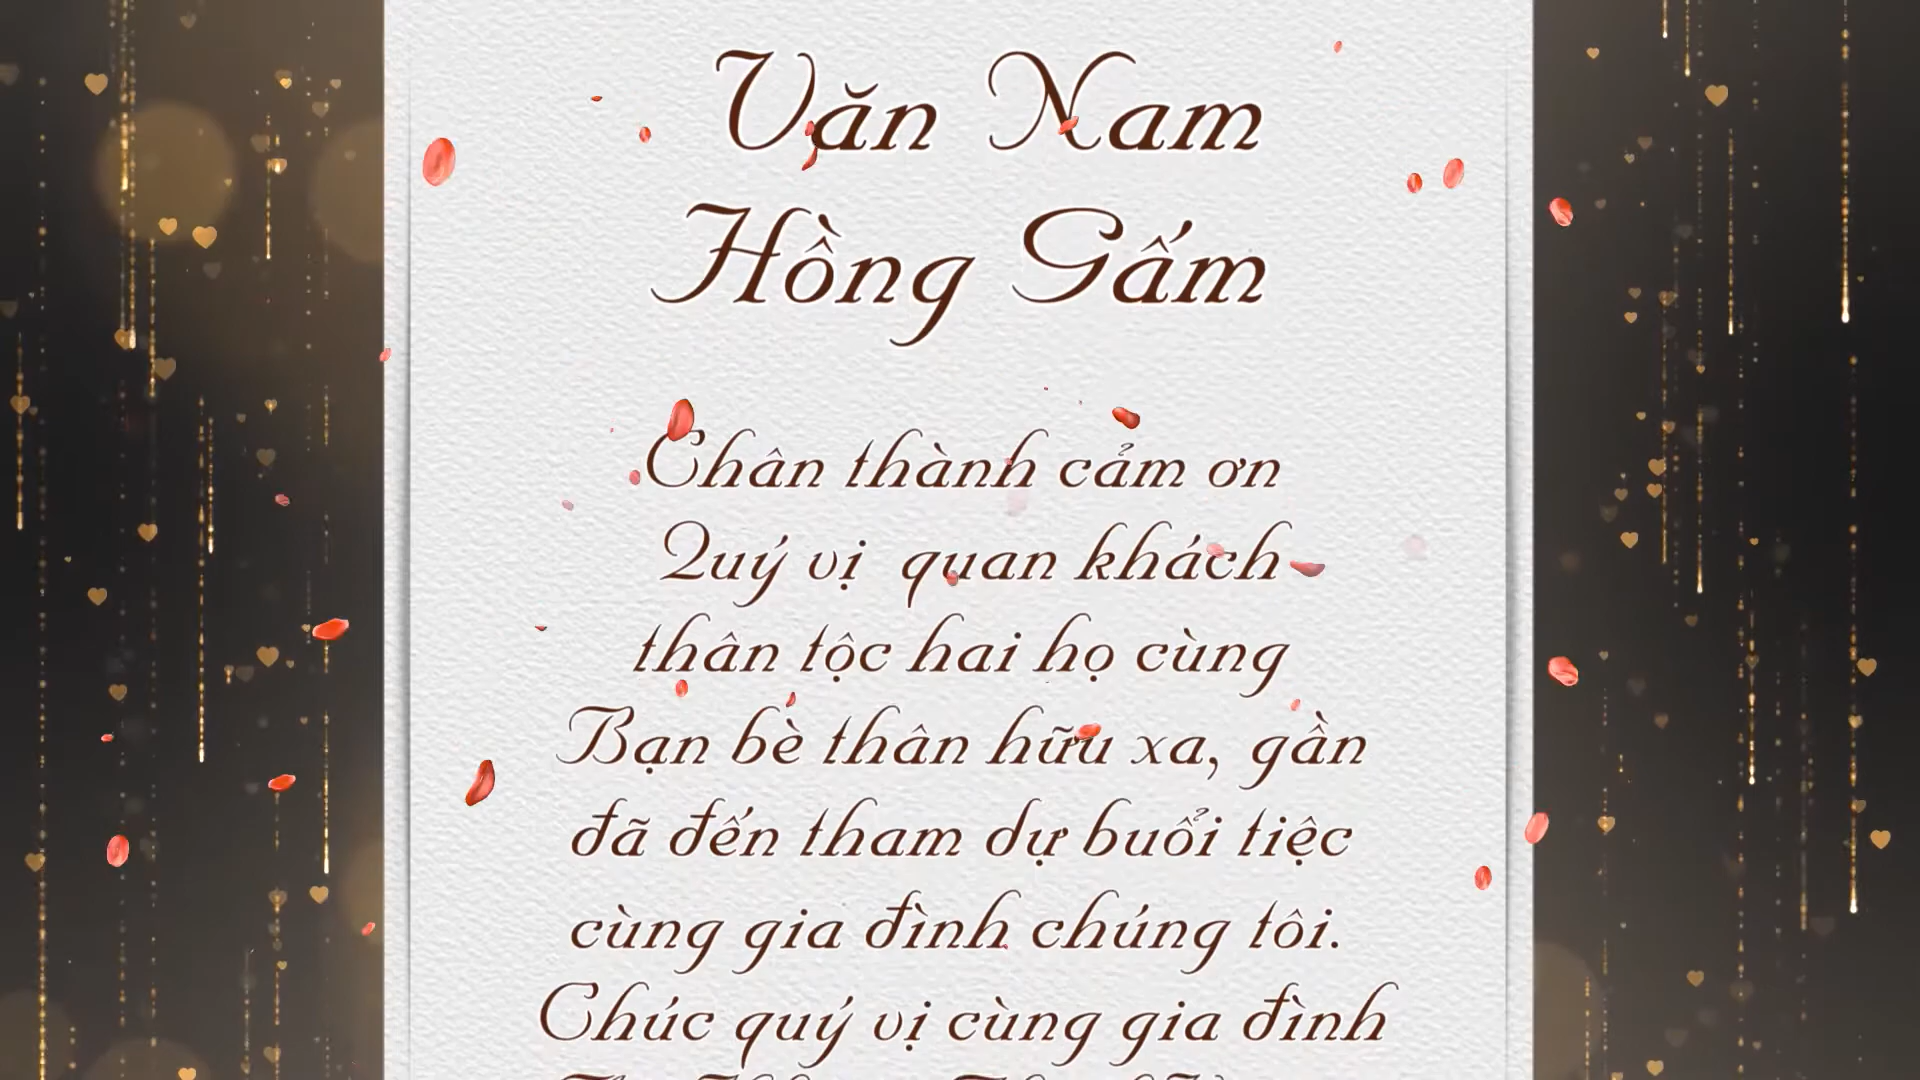 Văn Nam
Hồng Gấm
Chân thành cảm ơn
Quý vị quan khách
thân tộc hai họ cùng
Bạn bè thân hữu xa, gần
đã đến tham dự buổi tiệc
cùng gia đình chúng tôi.
Chúc quý vị cùng gia đình